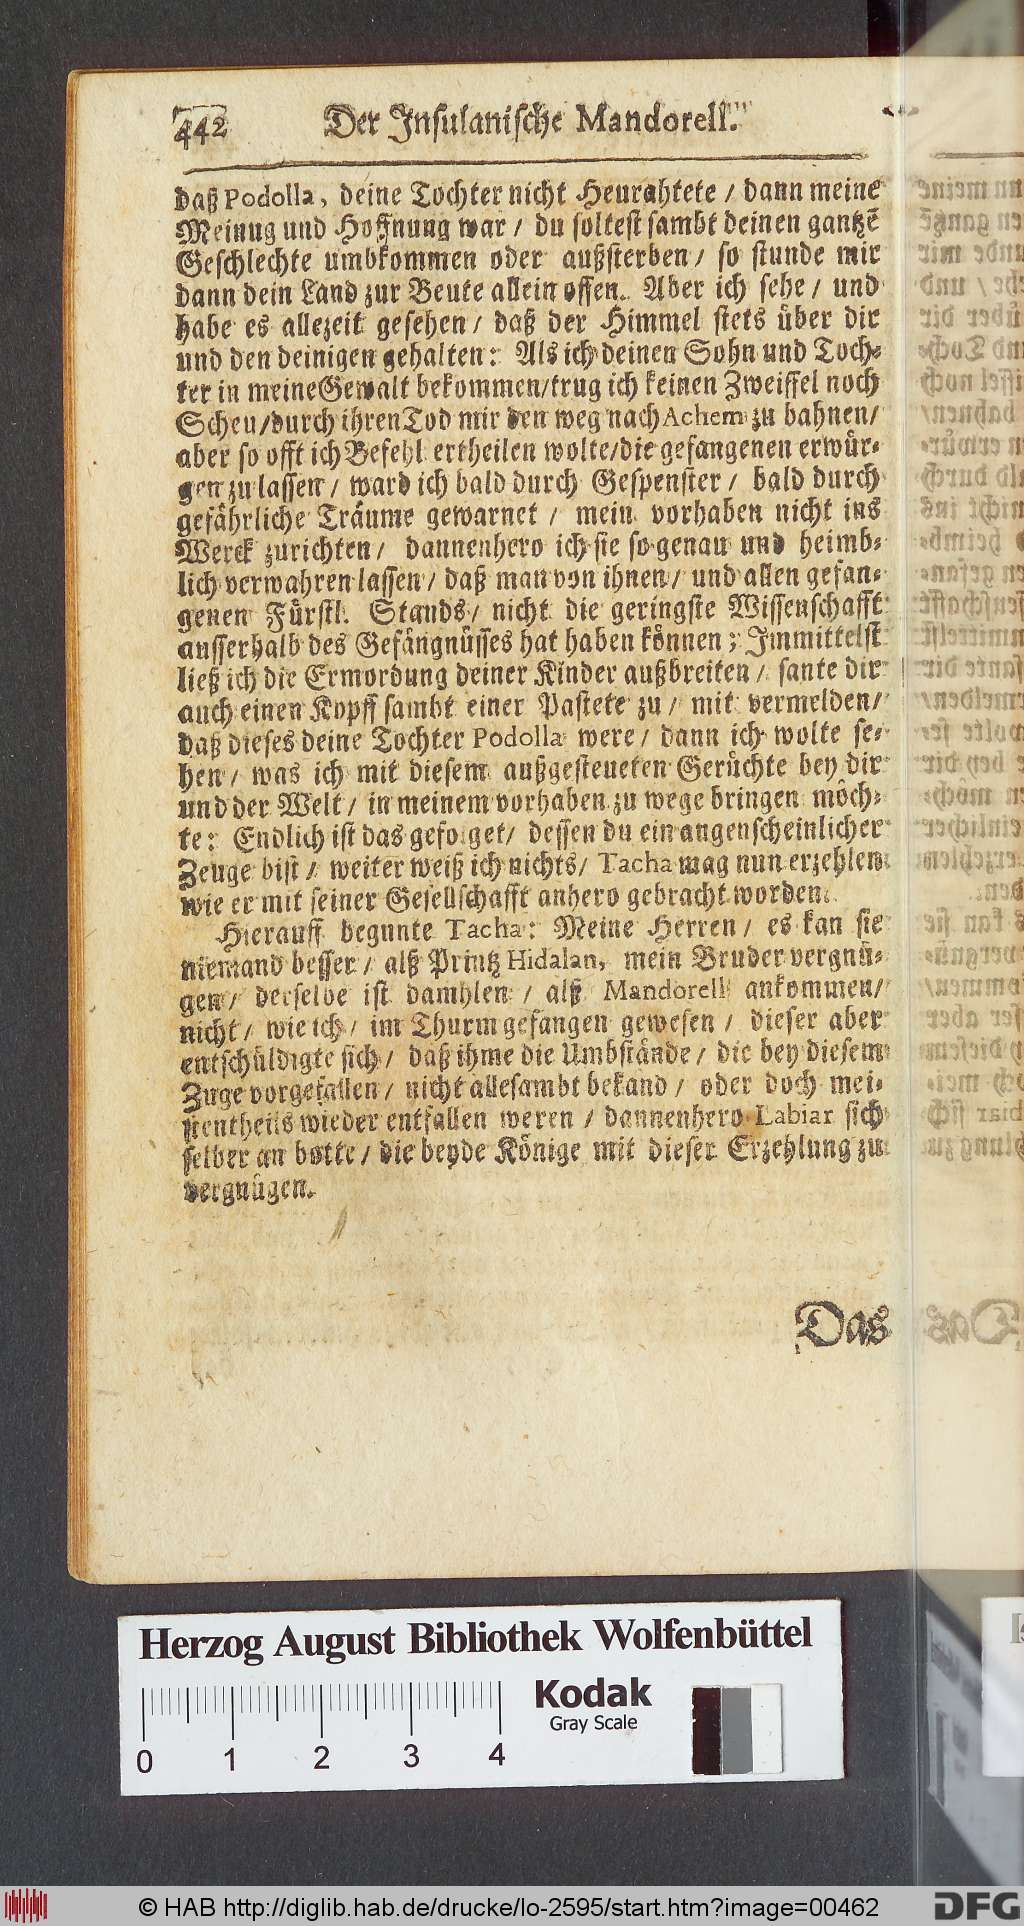 442 Der Insulanische Mandorell.
daß Podolla, deine Tochter nicht Heurahtete / dann meine
Meinug und Hoffnung war / du soltest sambt deinen gantzē
Geschlechte umbkommen oder außsterben / so stunde mir
dann dein Land zur Beute allein offen. Aber ich sehe / und
habe es allezeit gesehen / daß der Himmel stets über dir
und den deinigen gehalten: Als ich deinen Sohn und Toch-
ter in meine Gewalt bekommen / trug ich keinen Zweiffel noch
Scheu / durch ihren Tod mir den weg nach Achem zu bahnen /
aber so offt ich Befehl ertheilen wolte / die gefangenen erwür-
gen zu lassen / ward ich bald durch Gespenster / bald durch
gefährliche Träume gewarnet / mein vorhaben nicht ins
Werck zurichten / dannenhero ich sie so genau und heimb-
lich verwahren lassen / daß man von ihnen / und allen gefan-
genen Fürstl. Stands / nicht die geringste Wissenschafft
ausserhalb des Gefängnüsses hat haben können; Immittelst
ließ ich die Ermordung deiner Kinder außbreiten / sante dir
auch einen Kopff sambt einer Pastete zu / mit vermelden /
daß dieses deine Tochter Podolla were / dann ich wolte se-
hen / was ich mit diesem außgesteueten Gerüchte bey dir
und der Welt / in meinem vorhaben zu wege bringen möch-
te: Endlich ist das gefolget / dessen du ein augenscheinlicher
Zeuge bist / weiter weiß ich nichts / Tacha mag nun erzehlen
wie er mit seiner Gesellschafft anhero gebracht worden.
Hierauff begunte Tacha: Meine Herren / es kan sie
niemand besser / alß Printz Hidalan, mein Bruder vergnü-
gen / derselbe ist damhlen / alß Mandorell ankommen /
nicht / wie ich / im Thurm gefangen gewesen / dieser aber
entschüldigte sich / daß ihme die Umbstände / die bey diesem
Zuge vorgefallen / nicht allesambt bekand / oder doch mei-
stentheils wieder entfallen weren / dannenhero Labiar sich
selber an botte / die beyde Könige mit dieser Erzehlung zu
vergnügen.
Das
Herzog August Bibliothek Wolfenbüttel
Kodak
Gray Scale
0 1 2 3 4
© HAB http://diglib.hab.de/drucke/lo-2595/start.htm?image=00462
DFG